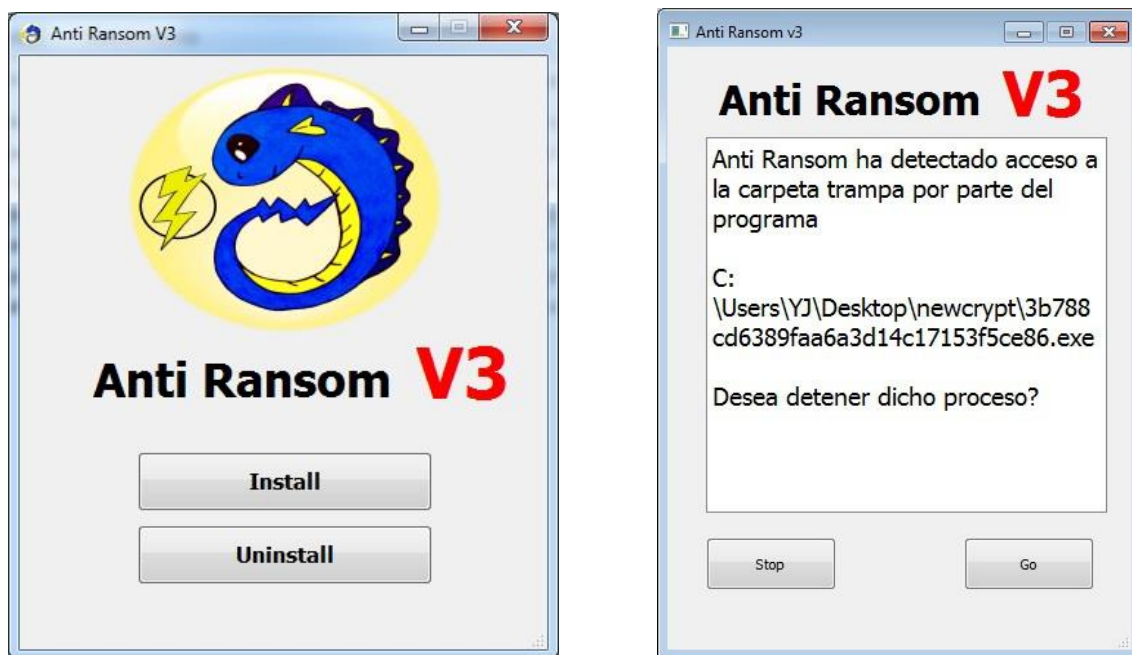 Anti Ransom V3
Anti Ransom V3
Install
Uninstall
Anti Ransom v3
Anti Ransom V3
Anti Ransom ha detectado acceso a
la carpeta trampa por parte del
programa
C:
\Users\YJ\Desktop\newcrypt\3b788
cd6389faa6a3d14c17153f5ce86.exe
Desea detener dicho proceso?
Stop
Go